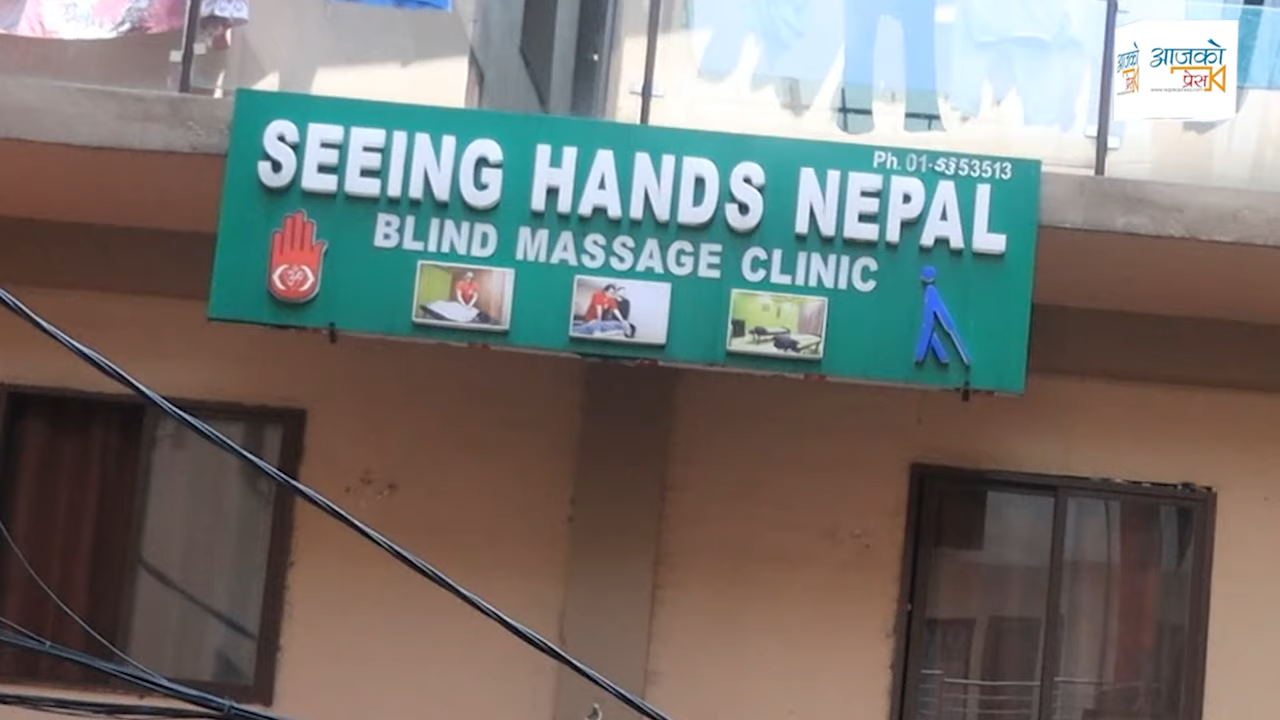 Ph. 01-5353513
SEEING HANDS NEPAL
BLIND MASSAGE CLINIC
ॐ
आजको
प्रेस